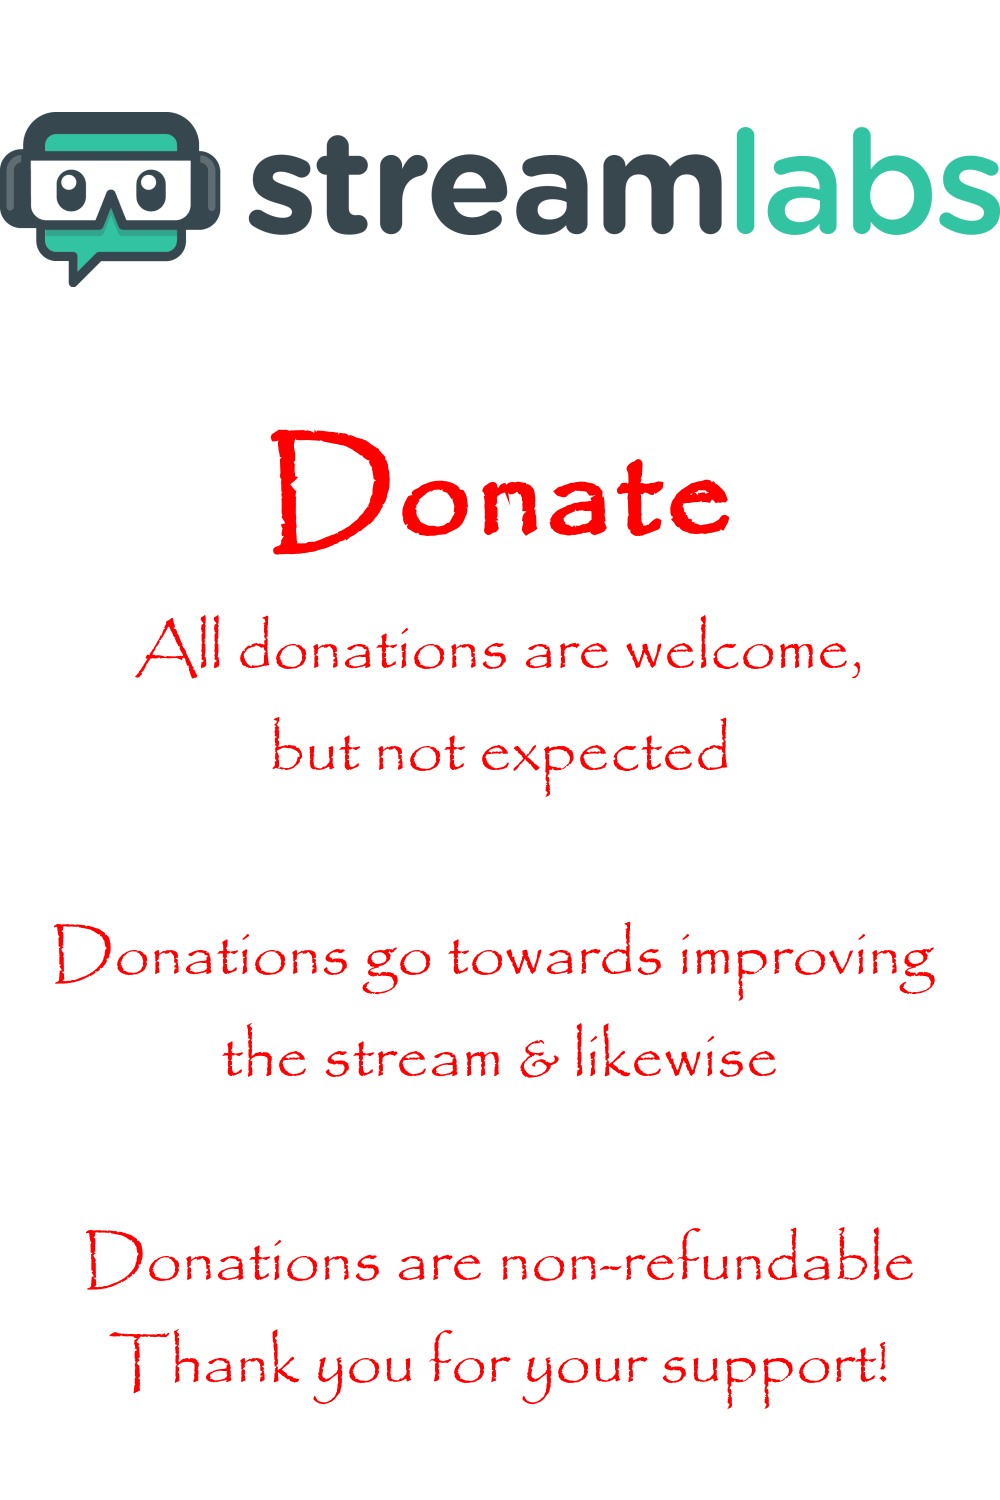 streamlabs
Donate
All donations are welcome,
but not expected
Donations go towards improving
the stream & likewise
Donations are non-refundable
Thank you for your support!